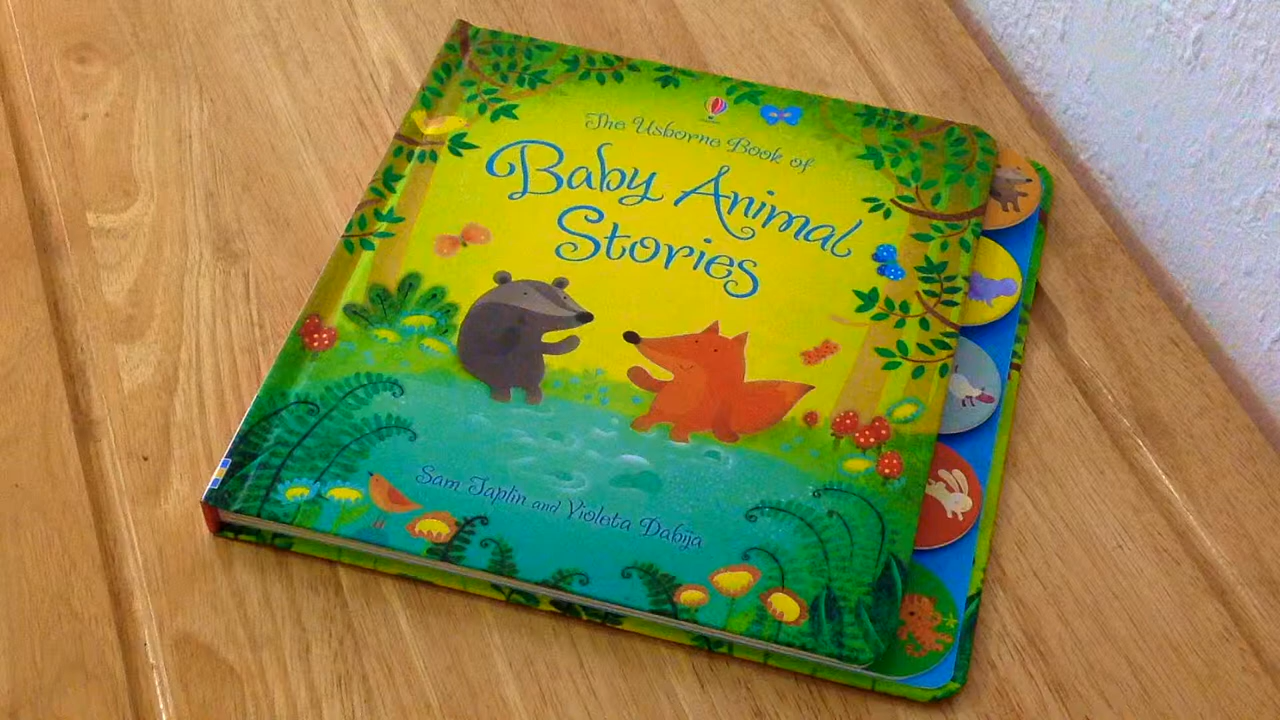 The Usborne Book of
Baby Animal
Stories
Sam Taplin and Violeta Dabija